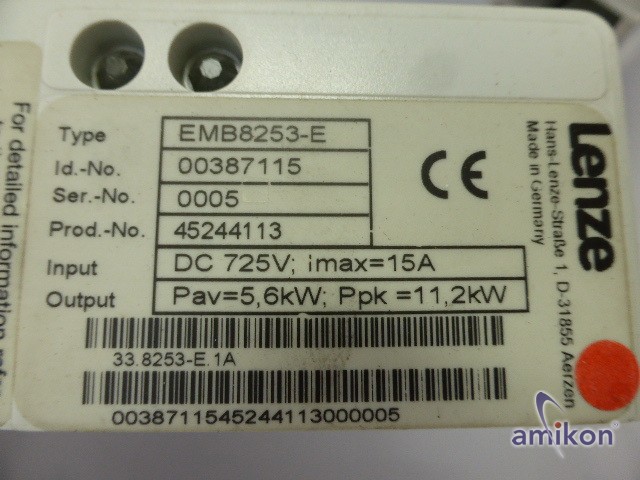 Type EMB8253-E
Id.-No. 00387115
Ser.-No. 0005
Prod.-No. 45244113
Input DC 725V; imax=15A
Output Pav=5,6kW; Ppk =11,2kW
33.8253-E.1A
0038711545244113000005
CE
Lenze
Hans-Lenze-Straße 1, D-31855 Aerzen
Made in Germany
For detailed information refer
amikon